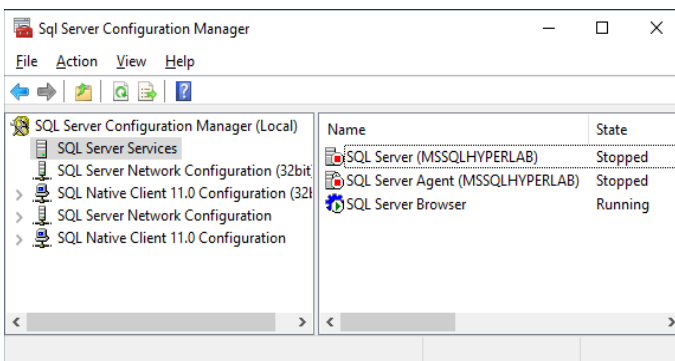 Sql Server Configuration Manager
File Action View Help
SQL Server Configuration Manager (Local)
SQL Server Services
SQL Server Network Configuration (32bit
SQL Native Client 11.0 Configuration (32
SQL Server Network Configuration
SQL Native Client 11.0 Configuration
Name State
SQL Server (MSSQLHYPERLAB) Stopped
SQL Server Agent (MSSQLHYPERLAB) Stopped
SQL Server Browser Running